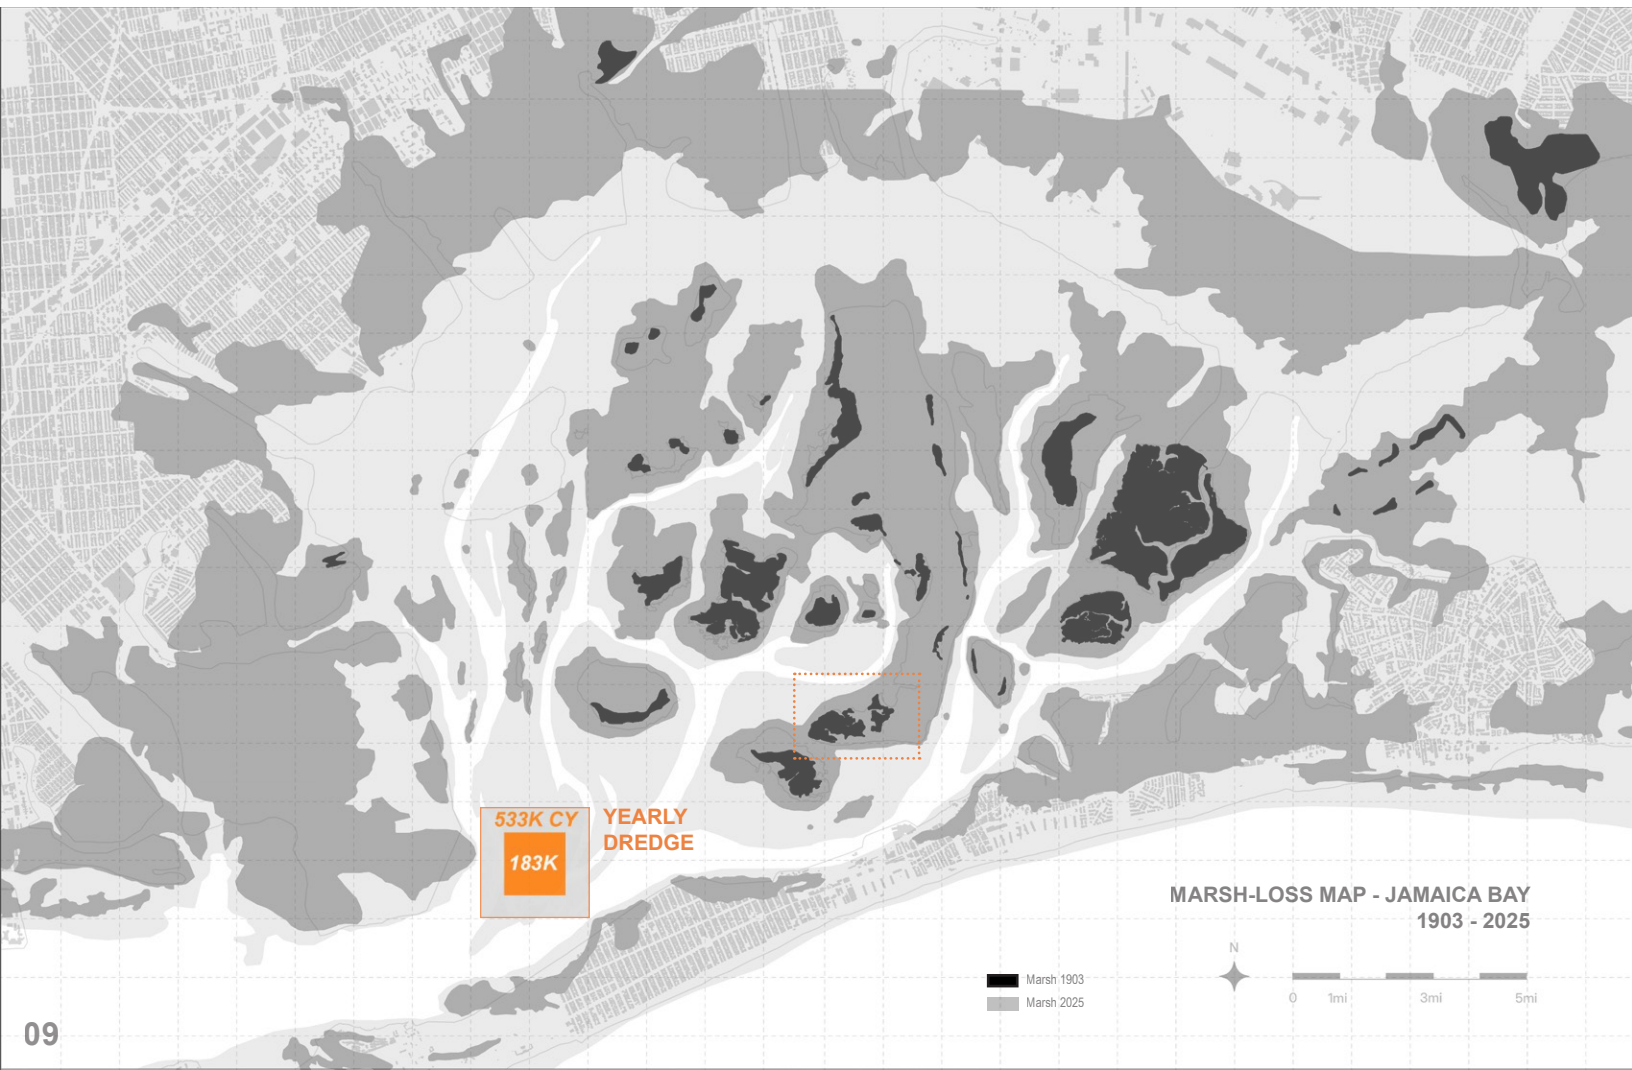 533K CY
183K
YEARLY
DREDGE
MARSH-LOSS MAP - JAMAICA BAY
1903 - 2025
N
Marsh 1903
Marsh 2025
0 1mi 3mi 5mi
09